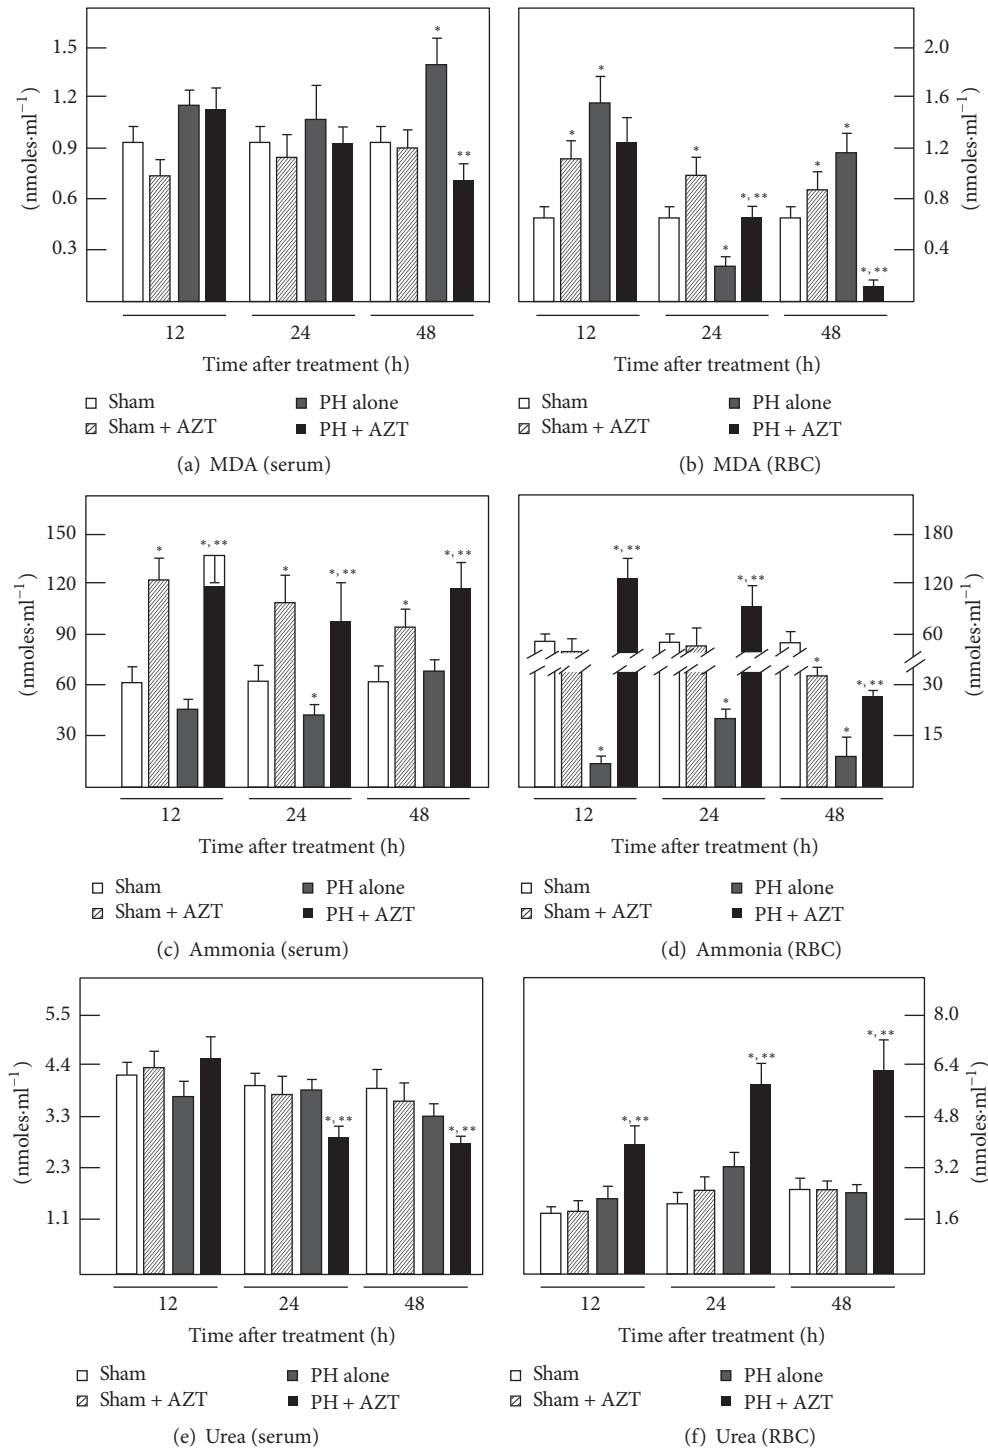 (nmoles·ml⁻¹)
1.5
1.2
0.9
0.6
0.3
*
**
12
24
48
Time after treatment (h)
Sham
PH alone
Sham + AZT
PH + AZT
(a) MDA (serum)
2.0
1.6
1.2
0.8
0.4
(nmoles·ml⁻¹)
*
*
*
*
*, **
*
*
*, **
12
24
48
Time after treatment (h)
Sham
PH alone
Sham + AZT
PH + AZT
(b) MDA (RBC)
(nmoles·ml⁻¹)
150
120
90
60
30
*
*, **
*
*
*, **
*
*, **
12
24
48
Time after treatment (h)
Sham
PH alone
Sham + AZT
PH + AZT
(c) Ammonia (serum)
180
120
60
30
15
(nmoles·ml⁻¹)
*
*, **
*
*, **
*
*
*, **
12
24
48
Time after treatment (h)
Sham
PH alone
Sham + AZT
PH + AZT
(d) Ammonia (RBC)
(nmoles·ml⁻¹)
5.5
4.4
3.3
2.3
1.1
*, **
*, **
12
24
48
Time after treatment (h)
Sham
PH alone
Sham + AZT
PH + AZT
(e) Urea (serum)
8.0
6.4
4.8
3.2
1.6
(nmoles·ml⁻¹)
*, **
*, **
*, **
12
24
48
Time after treatment (h)
Sham
PH alone
Sham + AZT
PH + AZT
(f) Urea (RBC)